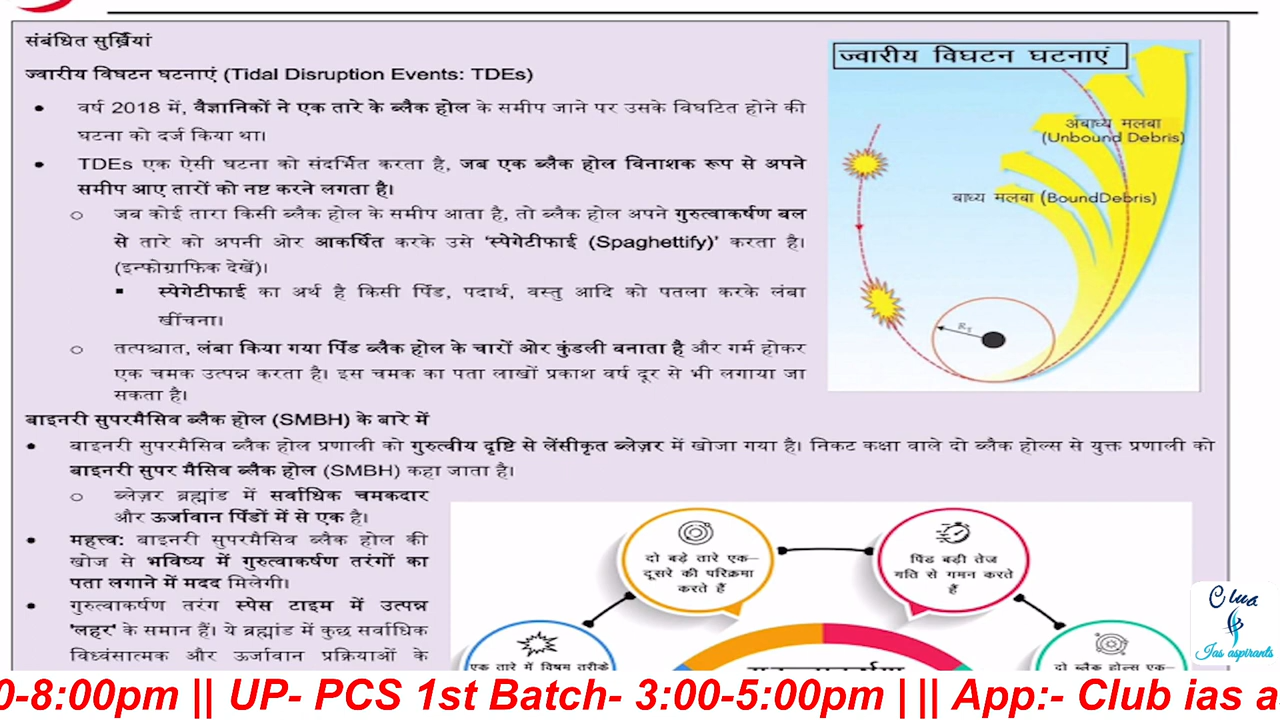 संबंधित सुर्ख़ियां
ज्वारीय विघटन घटनाएं (Tidal Disruption Events: TDEs)
• वर्ष 2018 में, वैज्ञानिकों ने एक तारे के ब्लैक होल के समीप जाने पर उसके विघटित होने की
घटना को दर्ज किया था।
• TDEs एक ऐसी घटना को संदर्भित करता है, जब एक ब्लैक होल विनाशक रूप से अपने
समीप आए तारों को नष्ट करने लगता है।
o जब कोई तारा किसी ब्लैक होल के समीप आता है, तो ब्लैक होल अपने गुरुत्वाकर्षण बल
से तारे को अपनी ओर आकर्षित करके उसे 'स्पेगेटीफाई (Spaghettify)' करता है।
(इन्फोग्राफिक देखें)।
▪ स्पेगेटीफाई का अर्थ है किसी पिंड, पदार्थ, वस्तु आदि को पतला करके लंबा
खींचना।
o तत्पश्चात, लंबा किया गया पिंड ब्लैक होल के चारों ओर कुंडली बनाता है और गर्म होकर
एक चमक उत्पन्न करता है। इस चमक का पता लाखों प्रकाश वर्ष दूर से भी लगाया जा
सकता है।
ज्वारीय विघटन घटनाएं
अबाध्य मलबा
(Unbound Debris)
बाध्य मलबा (BoundDebris)
R_T
बाइनरी सुपरमैसिव ब्लैक होल (SMBH) के बारे में
• बाइनरी सुपरमैसिव ब्लैक होल प्रणाली को गुरुत्वीय दृष्टि से लेंसीकृत ब्लेज़र में खोजा गया है। निकट कक्षा वाले दो ब्लैक होल्स से युक्त प्रणाली को
बाइनरी सुपर मैसिव ब्लैक होल (SMBH) कहा जाता है।
o ब्लेज़र ब्रह्मांड में सर्वाधिक चमकदार
और ऊर्जावान पिंडों में से एक है।
• महत्त्व: बाइनरी सुपरमैसिव ब्लैक होल की
खोज से भविष्य में गुरुत्वाकर्षण तरंगों का
पता लगाने में मदद मिलेगी।
• गुरुत्वाकर्षण तरंग स्पेस टाइम में उत्पन्न
'लहर' के समान हैं। ये ब्रह्मांड में कुछ सर्वाधिक
विध्वंसात्मक और ऊर्जावान प्रक्रियाओं के
दो बड़े तारे एक–
दूसरे की परिक्रमा
करते हैं
पिंड बड़ी तेज
गति से गमन करते
हैं
एक तारे में विषम तरीके
दो ब्लैक होल्स एक–
Club
Ias aspirants
0-8:00pm || UP- PCS 1st Batch- 3:00-5:00pm | || App:- Club ias a